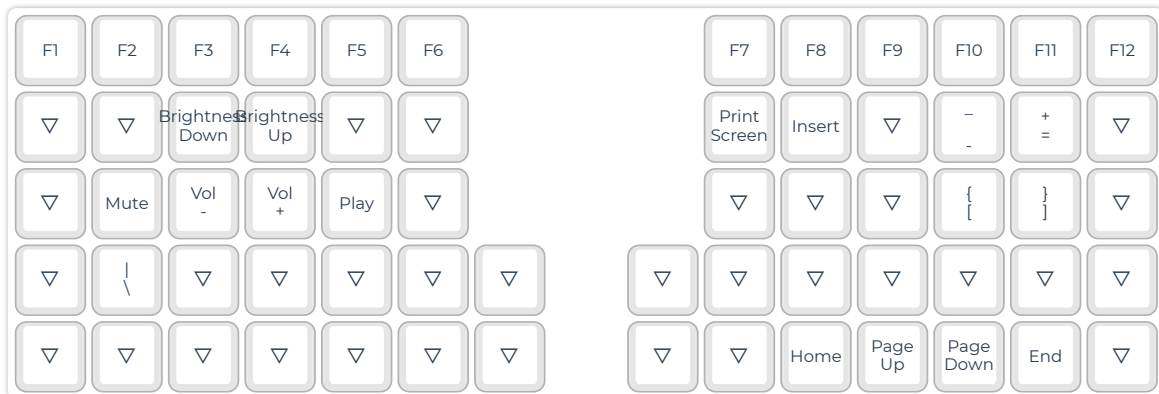 F1 F2 F3 F4 F5 F6 F7 F8 F9 F10 F11 F12
Brightness Down Brightness Up Print Screen Insert _ - + =
Mute Vol - Vol + Play { [ } ]
| \
Home Page Up Page Down End